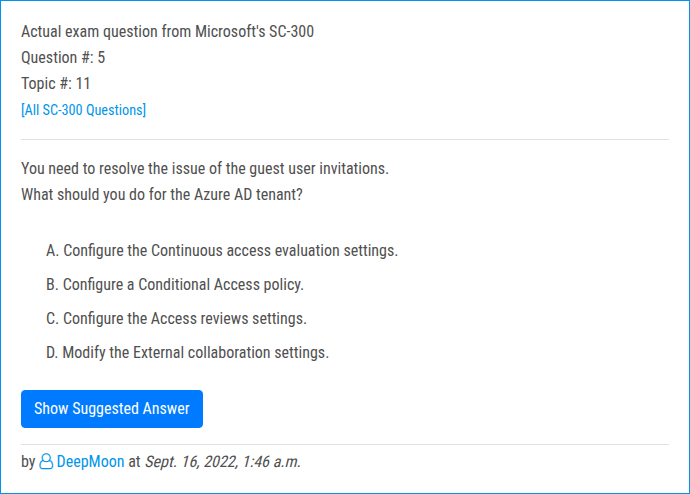 Actual exam question from Microsoft's SC-300
Question #: 5
Topic #: 11
[All SC-300 Questions]
You need to resolve the issue of the guest user invitations.
What should you do for the Azure AD tenant?
A. Configure the Continuous access evaluation settings.
B. Configure a Conditional Access policy.
C. Configure the Access reviews settings.
D. Modify the External collaboration settings.
Show Suggested Answer
by DeepMoon at Sept. 16, 2022, 1:46 a.m.